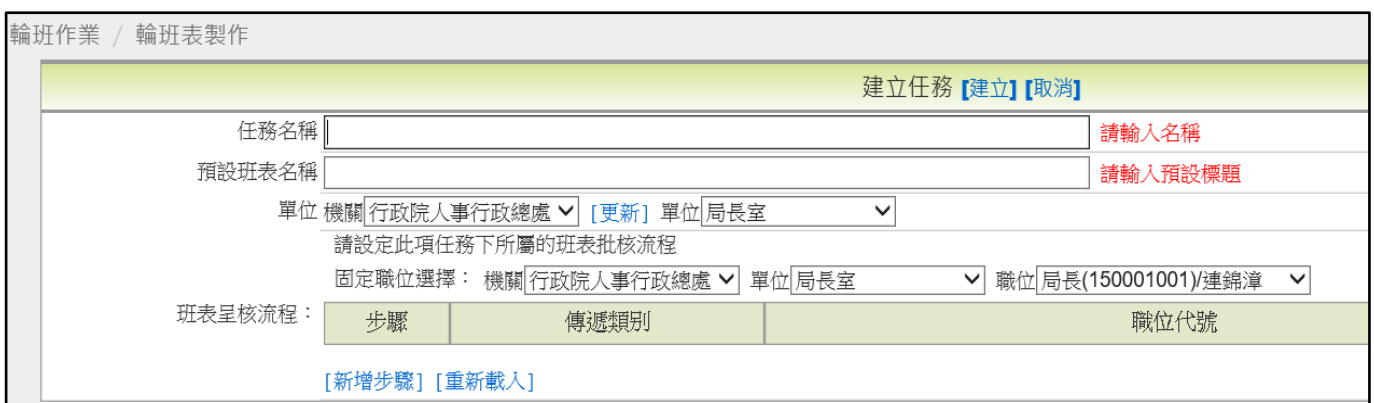 輪班作業 / 輪班表製作
建立任務 [建立] [取消]
任務名稱 請輸入名稱
預設班表名稱 請輸入預設標題
單位 機關 行政院人事行政總處 [更新] 單位 局長室
請設定此項任務下所屬的班表批核流程
固定職位選擇： 機關 行政院人事行政總處 單位 局長室 職位 局長(150001001)/連錦漳
班表呈核流程：
步驟 傳遞類別 職位代號
[新增步驟] [重新載入]